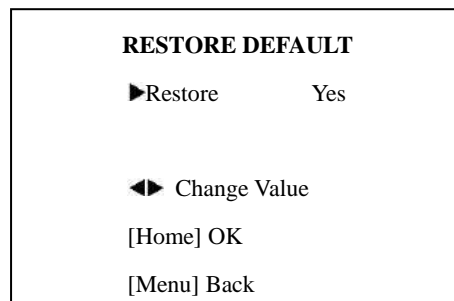 RESTORE DEFAULT
▶Restore Yes
◀▶ Change Value
[Home] OK
[Menu] Back